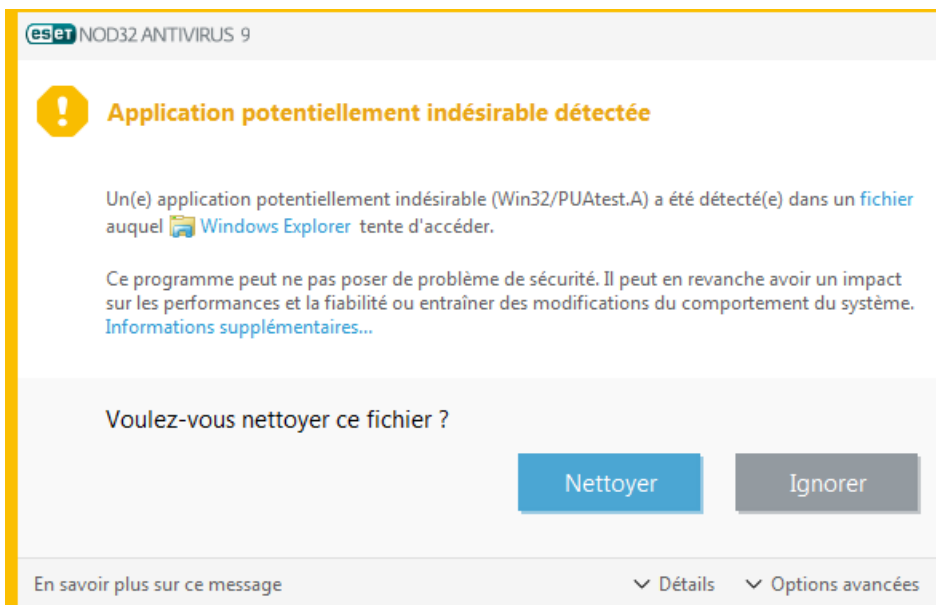 eset NOD32 ANTIVIRUS 9
Application potentiellement indésirable détectée
Un(e) application potentiellement indésirable (Win32/PUAtest.A) a été détecté(e) dans un fichier
auquel Windows Explorer tente d'accéder.
Ce programme peut ne pas poser de problème de sécurité. Il peut en revanche avoir un impact
sur les performances et la fiabilité ou entraîner des modifications du comportement du système.
Informations supplémentaires...
Voulez-vous nettoyer ce fichier ?
Nettoyer
Ignorer
En savoir plus sur ce message
Détails
Options avancées